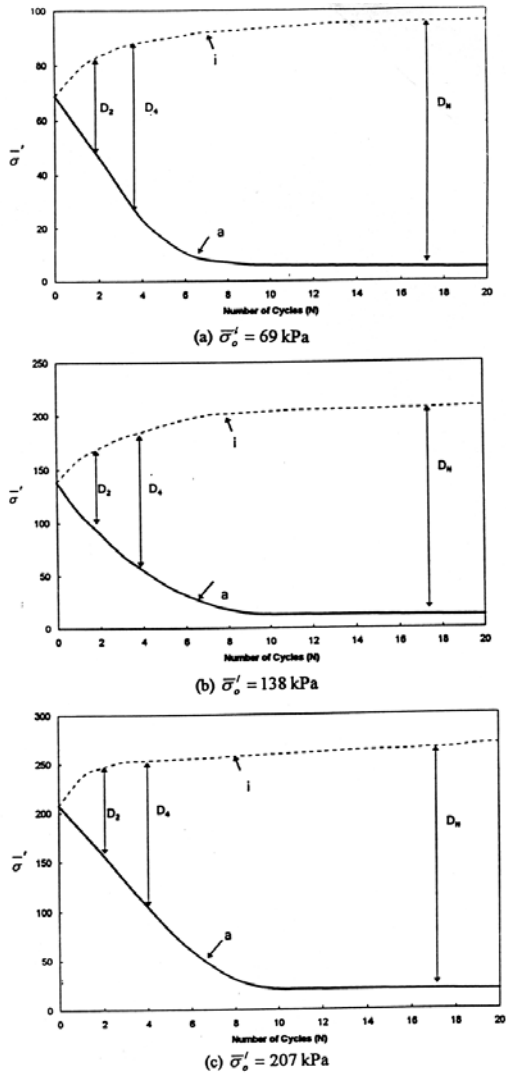 100
80
60
40
20
0
σ̄′
i
D₂
D₄
Dₙ
a
0 2 4 6 8 10 12 14 16 18 20
Number of Cycles (N)
(a) σ̄ₒ′ = 69 kPa
250
200
150
100
50
0
σ̄′
i
D₂
D₄
Dₙ
a
0 2 4 6 8 10 12 14 16 18 20
Number of Cycles (N)
(b) σ̄ₒ′ = 138 kPa
300
250
200
150
100
50
0
σ̄′
i
D₂
D₄
Dₙ
a
0 2 4 6 8 10 12 14 16 18 20
Number of Cycles (N)
(c) σ̄ₒ′ = 207 kPa